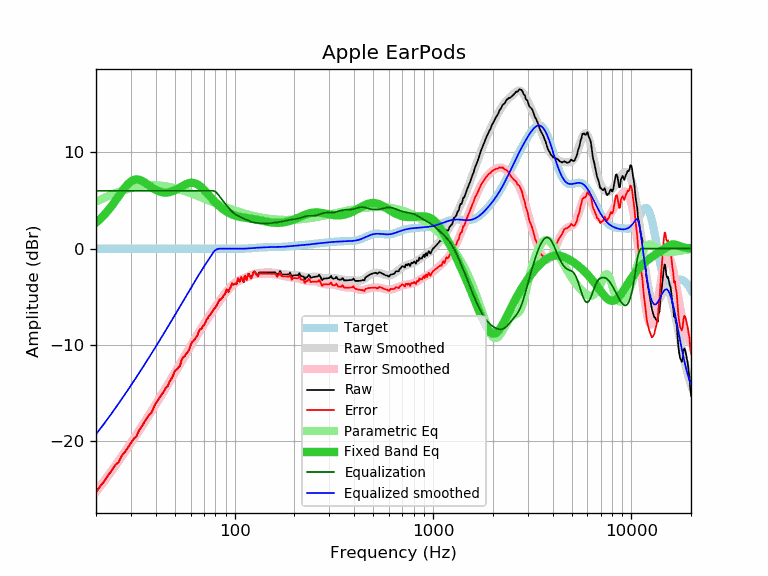 Apple EarPods
Amplitude (dBr)
10
0
−10
−20
Target
Raw Smoothed
Error Smoothed
Raw
Error
Parametric Eq
Fixed Band Eq
Equalization
Equalized smoothed
100 1000 10000
Frequency (Hz)